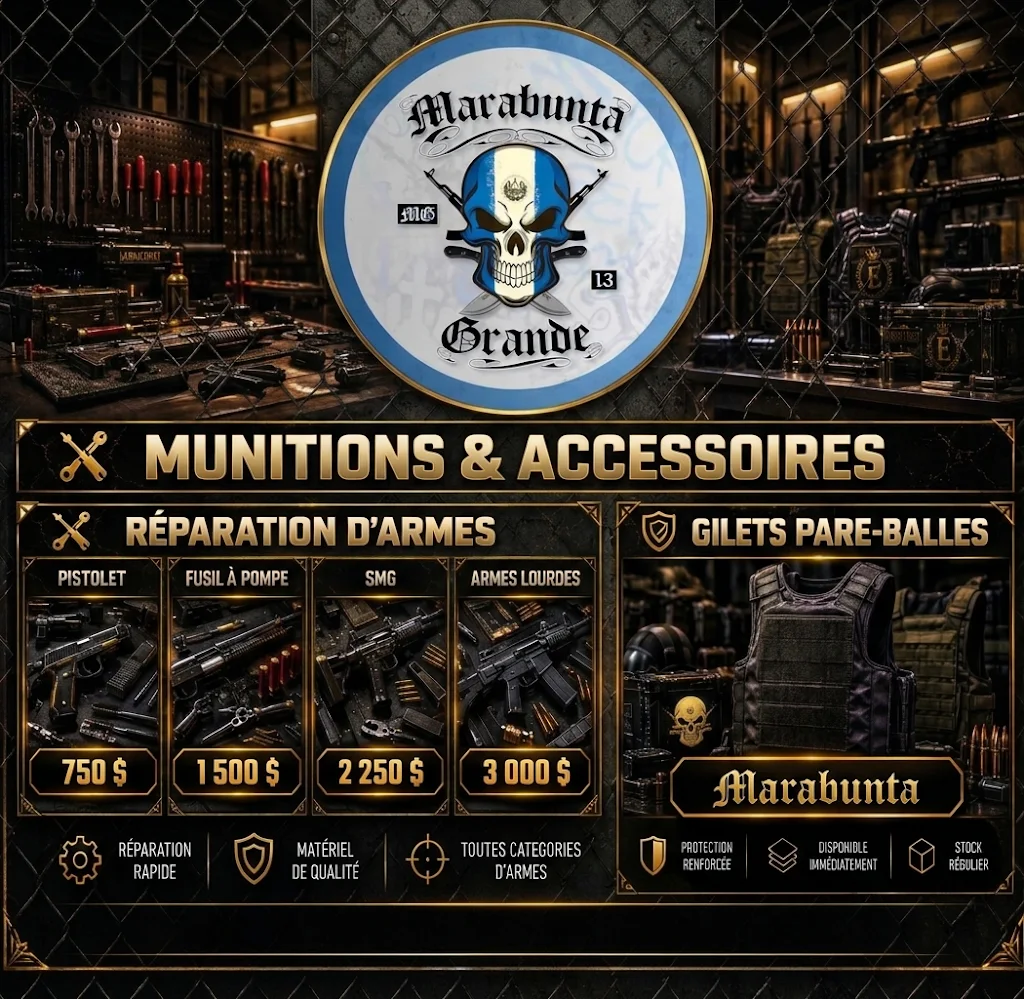 Marabunta
MG
13
Grande
E
E
MUNITIONS & ACCESSOIRES
RÉPARATION D'ARMES
PISTOLET
FUSIL À POMPE
SMG
ARMES LOURDES
750 $
1 500 $
2 250 $
3 000 $
RÉPARATION
RAPIDE
MATÉRIEL
DE QUALITÉ
TOUTES CATEGORIES
D'ARMES
GILETS PARE-BALLES
Marabunta
PROTECTION
RENFORCÉE
DISPONIBLE
IMMÉDIATEMENT
STOCK
RÉGULIER